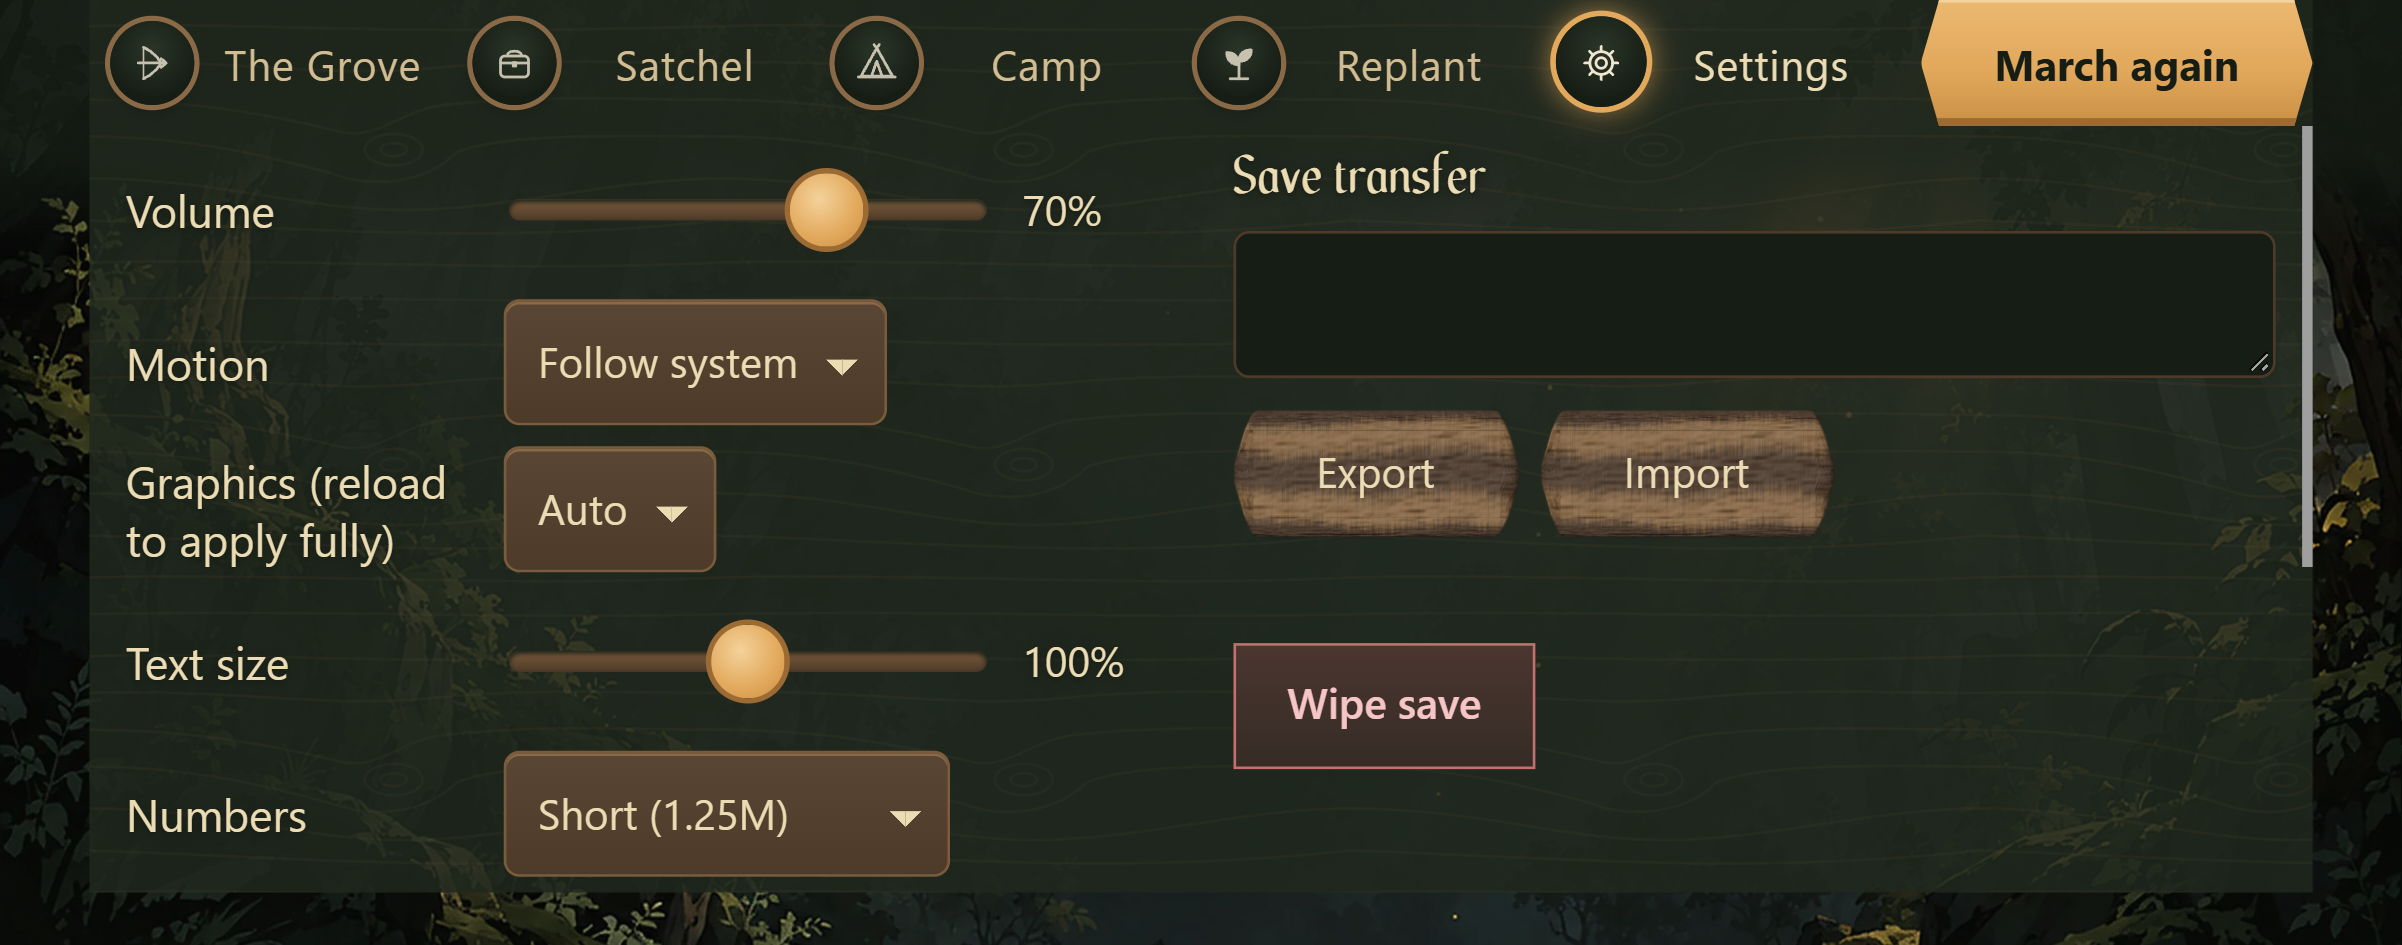 The Grove
Satchel
Camp
Replant
Settings
March again
Volume
70%
Motion
Follow system
Graphics (reload
to apply fully)
Auto
Text size
100%
Numbers
Short (1.25M)
Save transfer
Export
Import
Wipe save